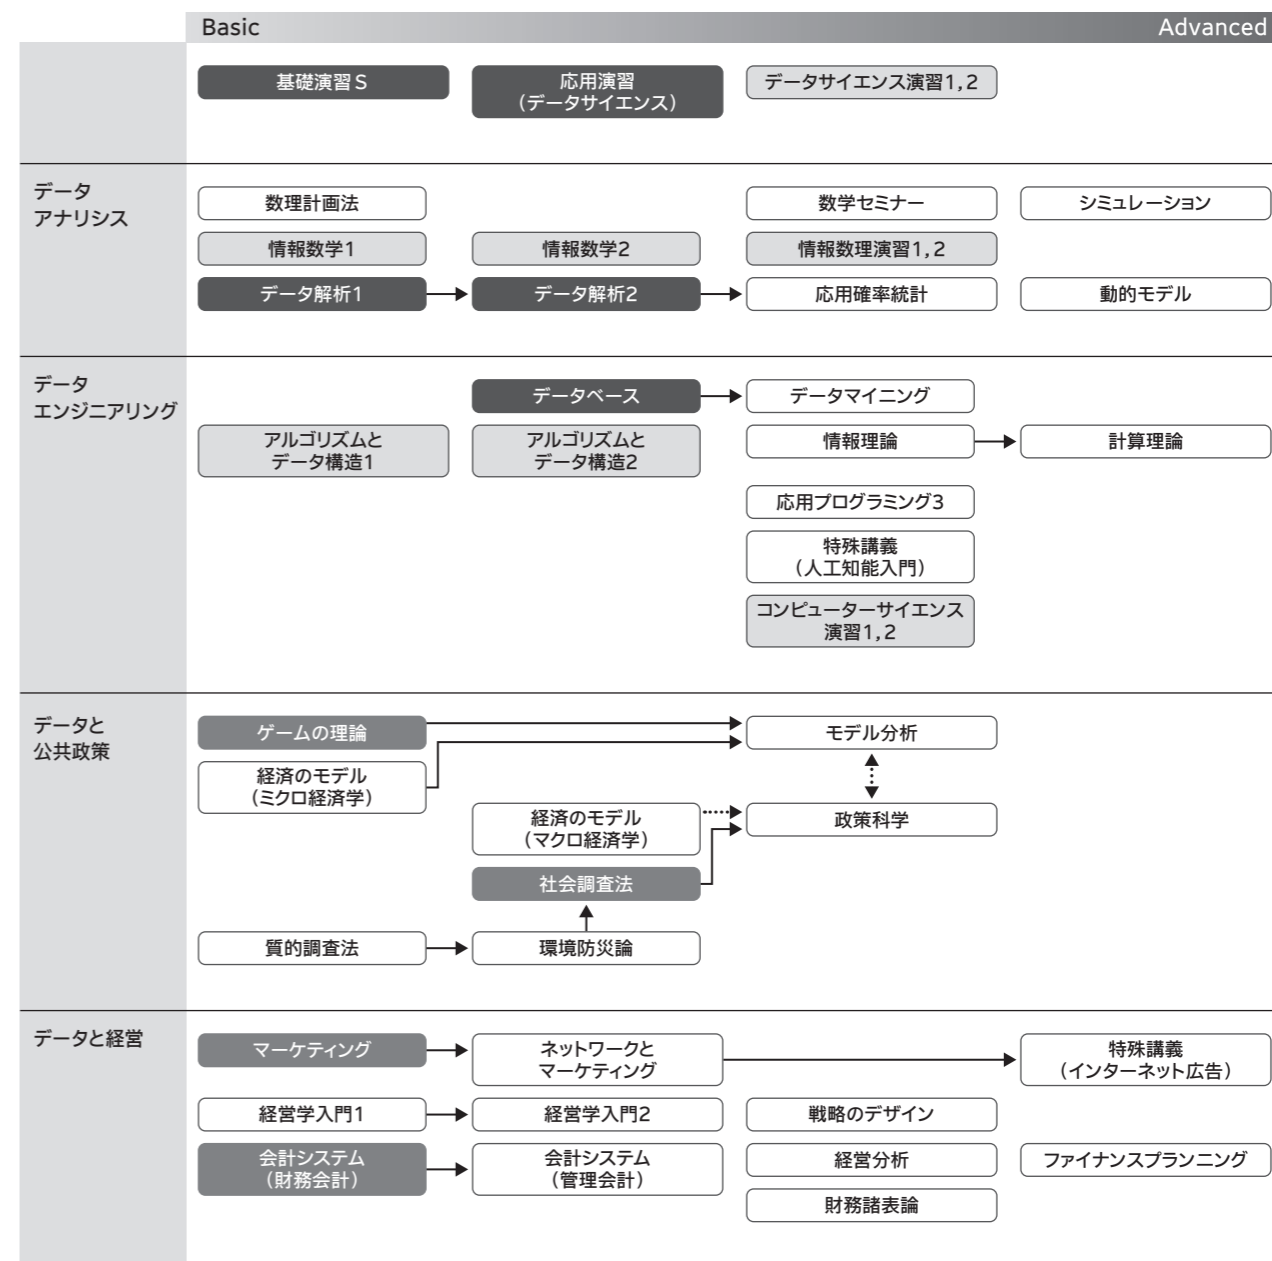 Basic
Advanced
基礎演習S
応用演習
(データサイエンス)
データサイエンス演習1,2
データ
アナリシス
数理計画法
数学セミナー
シミュレーション
情報数学1
情報数学2
情報数理演習1,2
データ解析1
データ解析2
応用確率統計
動的モデル
データ
エンジニアリング
データベース
データマイニング
アルゴリズムと
データ構造1
アルゴリズムと
データ構造2
情報理論
計算理論
応用プログラミング3
特殊講義
(人工知能入門)
コンピューターサイエンス
演習1,2
データと
公共政策
ゲームの理論
モデル分析
経済のモデル
(ミクロ経済学)
経済のモデル
(マクロ経済学)
政策科学
社会調査法
質的調査法
環境防災論
データと経営
マーケティング
ネットワークと
マーケティング
特殊講義
(インターネット広告)
経営学入門1
経営学入門2
戦略のデザイン
会計システム
(財務会計)
会計システム
(管理会計)
経営分析
ファイナンスプランニング
財務諸表論